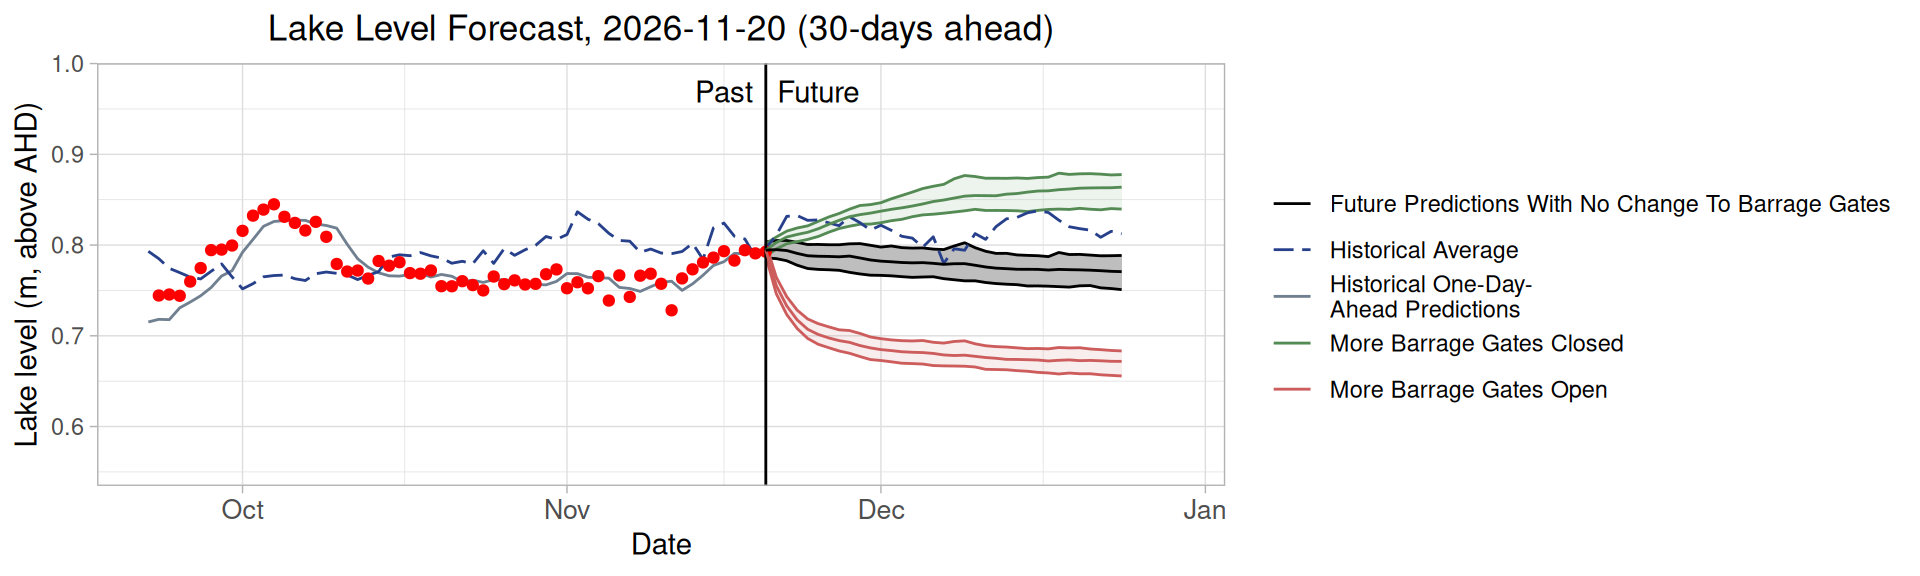 Lake Level Forecast, 2026-11-20 (30-days ahead)
Lake level (m, above AHD)
1.0
0.9
0.8
0.7
0.6
Past
Future
Oct
Nov
Dec
Jan
Date
Future Predictions With No Change To Barrage Gates
Historical Average
Historical One-Day-
Ahead Predictions
More Barrage Gates Closed
More Barrage Gates Open